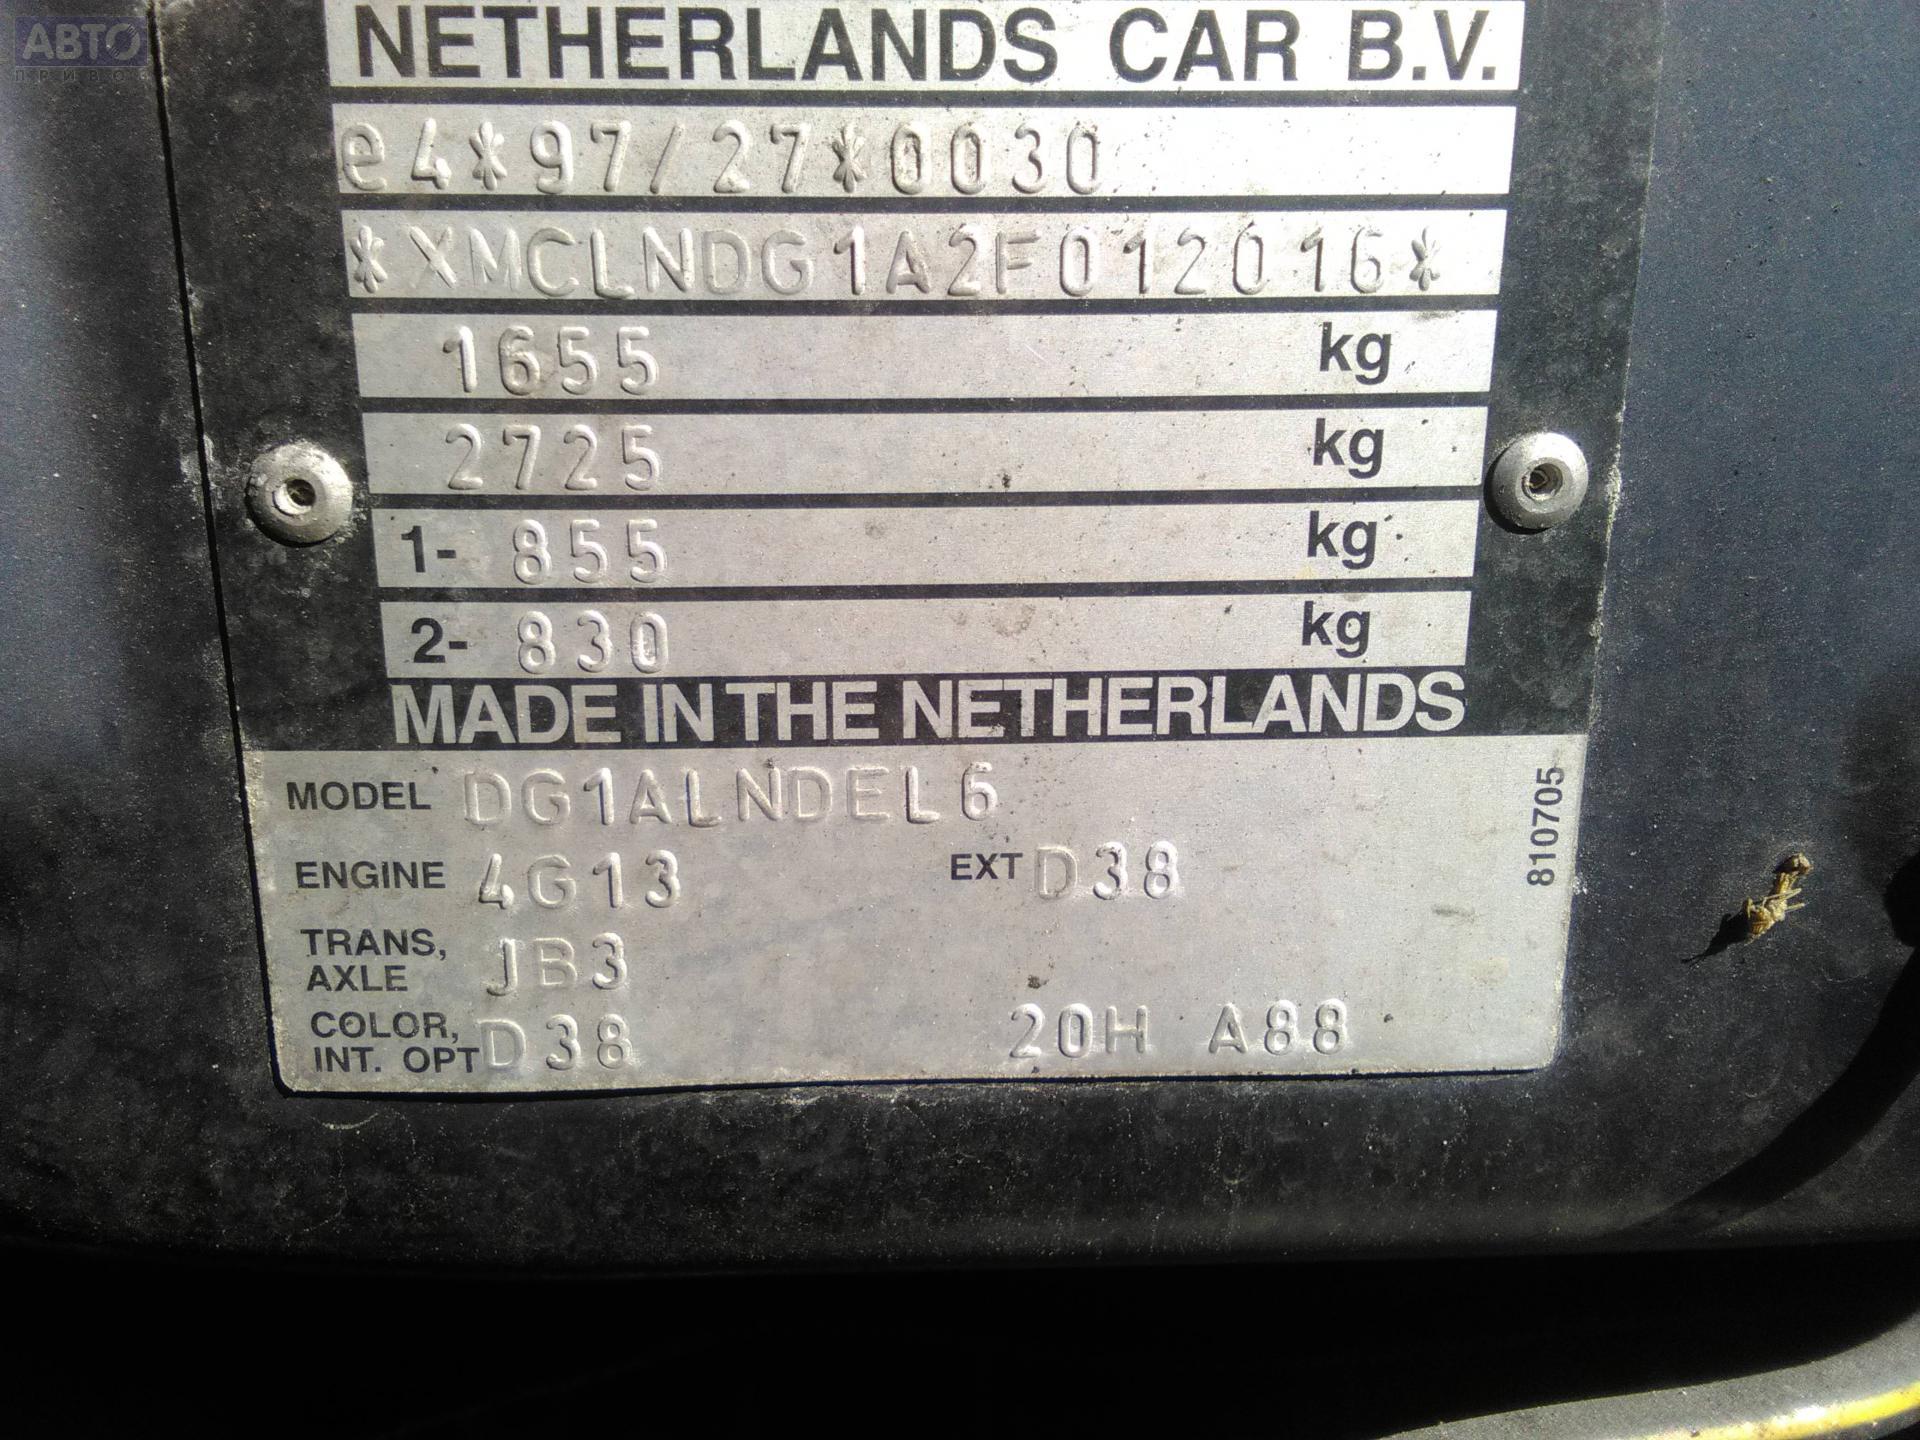 АВТО
ПРИВОЗ
NETHERLANDS CAR B.V.
e4*97/27*0030
*XMCLNDG1A2F012016*
1655 kg
2725 kg
1- 855 kg
2- 830 kg
MADE IN THE NETHERLANDS
MODEL DG1ALNDEL6
810705
ENGINE 4G13 EXT D38
TRANS,
AXLE JB3
COLOR,
INT. OPT D38 20H A88